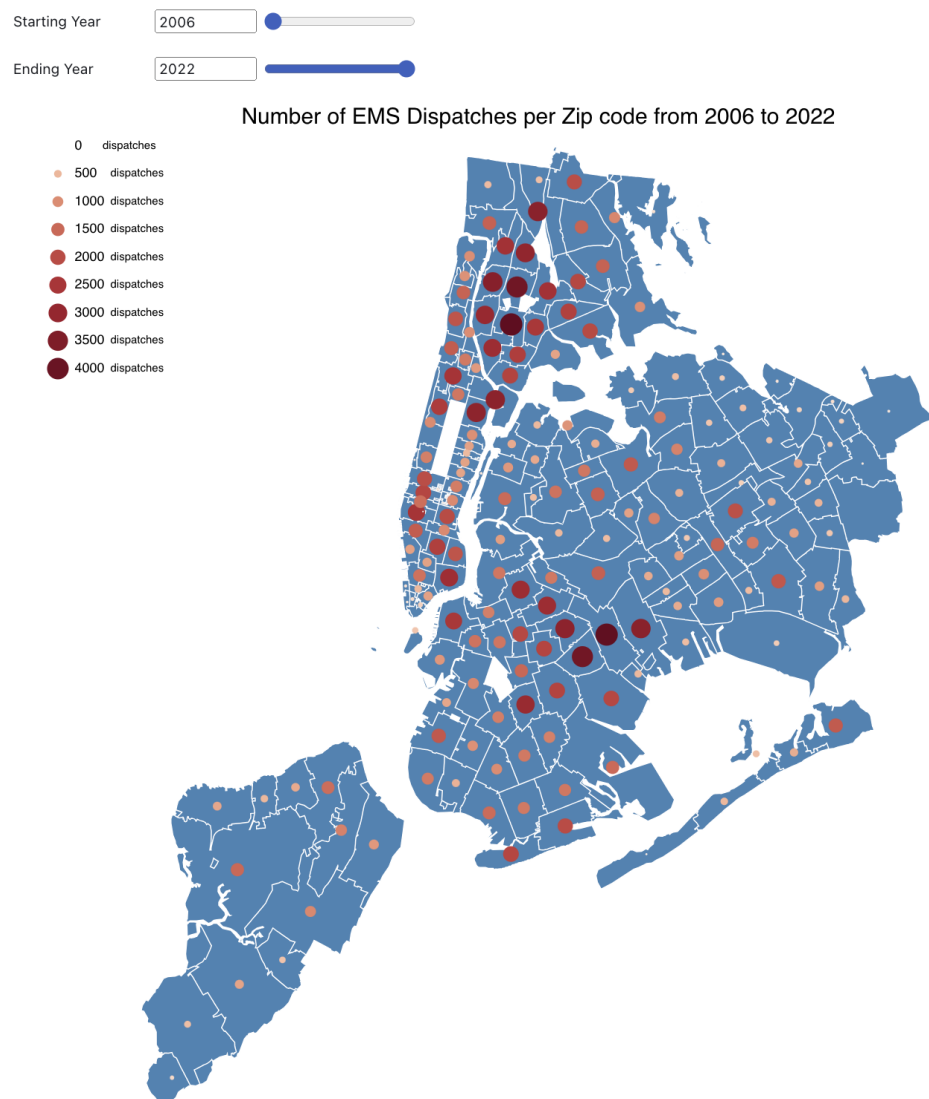 Starting Year 2006
Ending Year 2022
Number of EMS Dispatches per Zip code from 2006 to 2022
0 dispatches
500 dispatches
1000 dispatches
1500 dispatches
2000 dispatches
2500 dispatches
3000 dispatches
3500 dispatches
4000 dispatches